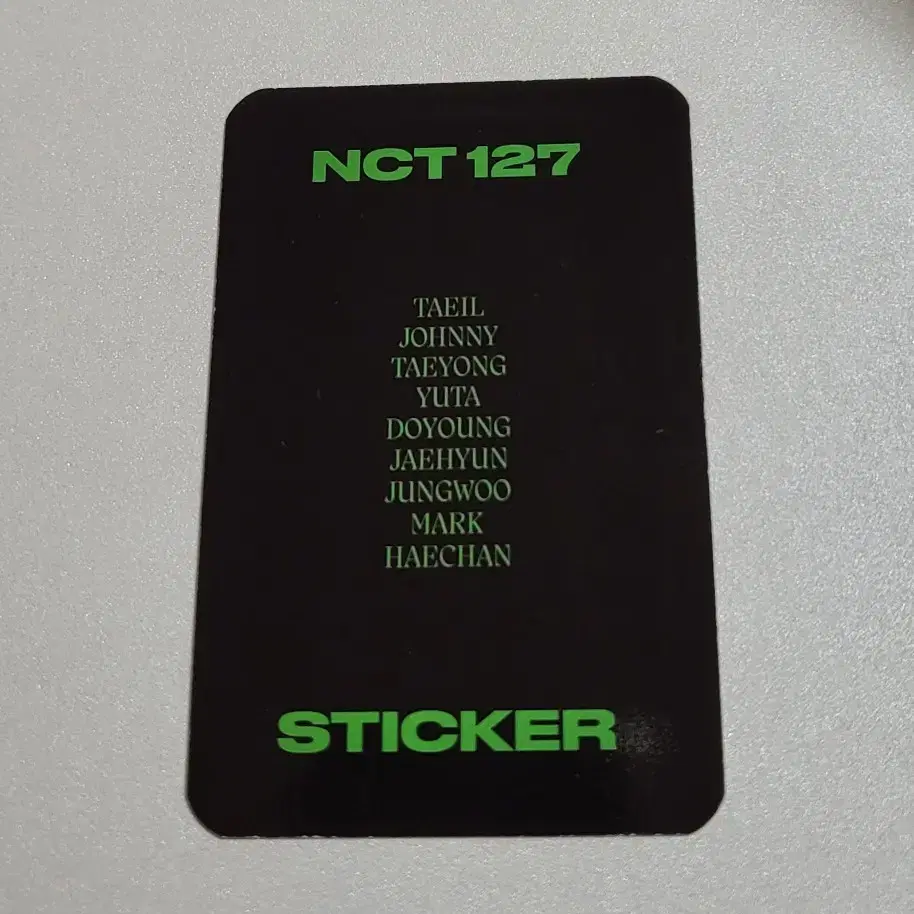 NCT 127
TAEIL
JOHNNY
TAEYONG
YUTA
DOYOUNG
JAEHYUN
JUNGWOO
MARK
HAECHAN
STICKER